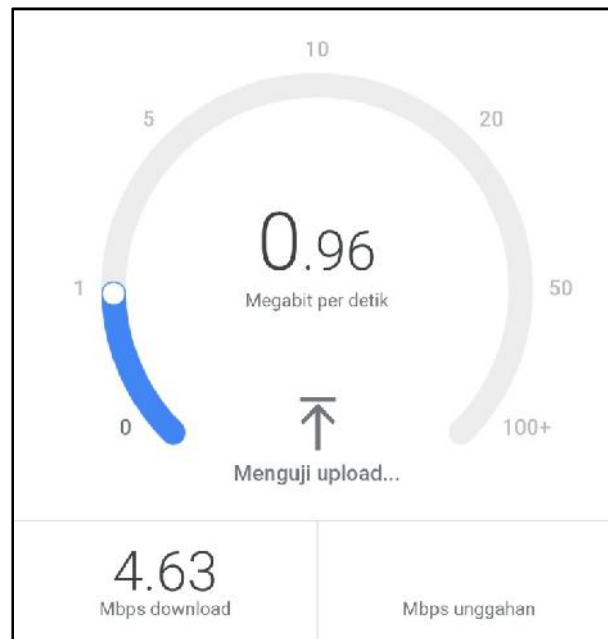 10
5
20
0.96
Megabit per detik
1
50
0
100+
Menguji upload...
4.63
Mbps download
Mbps unggahan